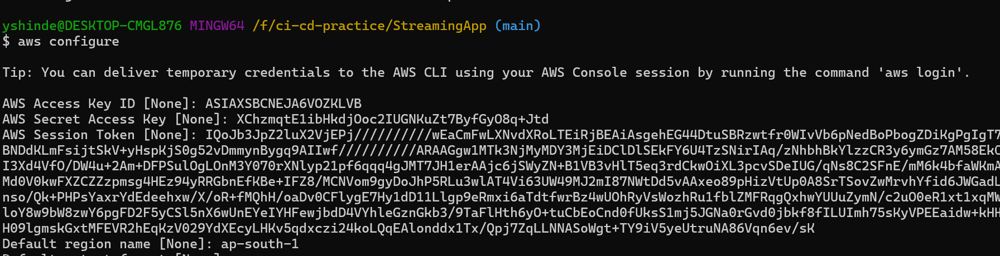 yshinde@DESKTOP-CMGL876 MINGW64 /f/ci-cd-practice/StreamingApp (main)
$ aws configure
Tip: You can deliver temporary credentials to the AWS CLI using your AWS Console session by running the command 'aws login'.
AWS Access Key ID [None]: ASIAXSBCNEJA6VOZKLVB
AWS Secret Access Key [None]: XChzmqtE1ibHkdjOoc2IUGNKuZt7ByfGyO8q+Jtd
AWS Session Token [None]: IQoJb3JpZ2luX2VjEPj//////////wEaCmFwLXNvdXRoLTEiRjBEAiAsgehEG44DtuSBRzwtfr0WIvVb6pNedBoPbogZDiKgPgIgT7
BNDdKLmFsijtSkV+yHspKjS0g52vDmmynBygq9AIIwf//////////ARAAGgw1MTk3NjMyMDY3MjEiDClDlSEkFY6U4TzSNirIAq/zNhbhBkYlzzCR3y6ymGz7AM58EkC
I3Xd4VfO/DW4u+2Am+DFPSulOgLOnM3Y070rXNlyp21pf6qqq4gJMT7JH1erAAjc6jSWyZN+B1VB3vHlT5eq3rdCkwOiXL3pcvSDeIUG/qNs8C2SFnE/mM6k4bfaWKmA
Md0V0kwFXZCZZzpmsg4HEz94yRRGbnEfKBe+IFZ8/MCNVom9gyDoJhP5RLu3wlAT4Vi63UW49MJ2mI87NWtDd5vAAxeo89pHizVtUp0A8SrTSovZwMrvhYfid6JWGadL
nso/Qk+PHPsYaxrYdEdeehxw/X/oR+fMQhH/oaDv0CFlygE7Hy1dD11Llgp9eRmxi6aTdtfwrBz4wUOhRyVsWozhRu1fblZMFRqgQxhwYUUuZymN/c2uO0eR1xt1xqMW
loY8w9bW8zwY6pgFD2F5yCSl5nX6wUnEYeIYHFewjbdD4VYhleGznGkb3/9TaFlHth6yO+tuCbEoCnd0fUksS1mj5JGNa0rGvd0jbkf8fILUImh75sKyVPEEaidw+kHH
H09lgmskGxtMFEVR2hEqKzV029YdXEcyLHKv5qdxczi24koLQqEAlonddx1Tx/Qpj7ZqLLNNASoWgt+TY9iV5yeUtruNA86Vqn6ev/sK
Default region name [None]: ap-south-1